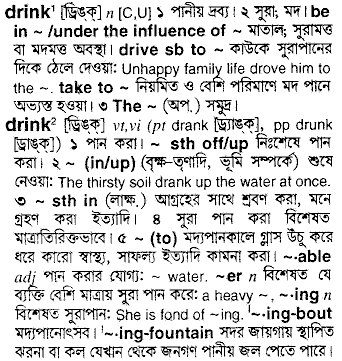 drink¹ [ড্রিঙ্ক্] n [C,U] ১ পানীয় দ্রব্য। ২ সুরা; মদ। be
in ~ /under the influence of ~ মাতাল; সুরামত্ত
বা মদমত্ত অবস্থা। drive sb to ~ কাউকে সুরাপানের
দিকে ঠেলে দেওয়া: Unhappy family life drove him to
the ~. take to ~ নিয়মিত ও বেশি পরিমাণে মদ পানে
অভ্যস্ত হওয়া। ৩ The ~ (অপ.) সমুদ্র।
drink² [ড্রিঙ্ক্] vt,vi (pt drank [ড্র্যাঙ্ক্], pp drunk
[ড্রাঙ্ক্]) ১ পান করা। ~ sth off/up নিঃশেষে পান
করা। ২ ~ (in/up) (বৃক্ষ-তৃণাদি, ভূমি সম্পর্কে) শুষে
নেওয়া: The thirsty soil drank up the water at once.
৩ ~ sth in (লাক্ষ.) আগ্রহের সাথে শ্রবণ করা, মনে
গ্রহণ করা ইত্যাদি। ৪ সুরা পান করা বিশেষত
মাত্রাতিরিক্তভাবে। ৫ ~ (to) মদ্যপানকালে গ্লাস উঁচু করে
ধরে কারো স্বাস্থ্য, সাফল্য ইত্যাদি কামনা করা। ~.able
adj পান করার যোগ্য: ~ water. ~er n বিশেষত যে
ব্যক্তি বেশি মাত্রায় সুরা পান করে: a heavy ~, ~.ing n
বিশেষত সুরাপান: She is fond of ~ing. ˈ~.ing-bout
মদ্যপানোৎসব। ˈ~.ing-fountain সদর জায়গায় স্থাপিত
ঝরনা বা কল যেখান থেকে জনগণ পানীয় জল পেতে পারে।